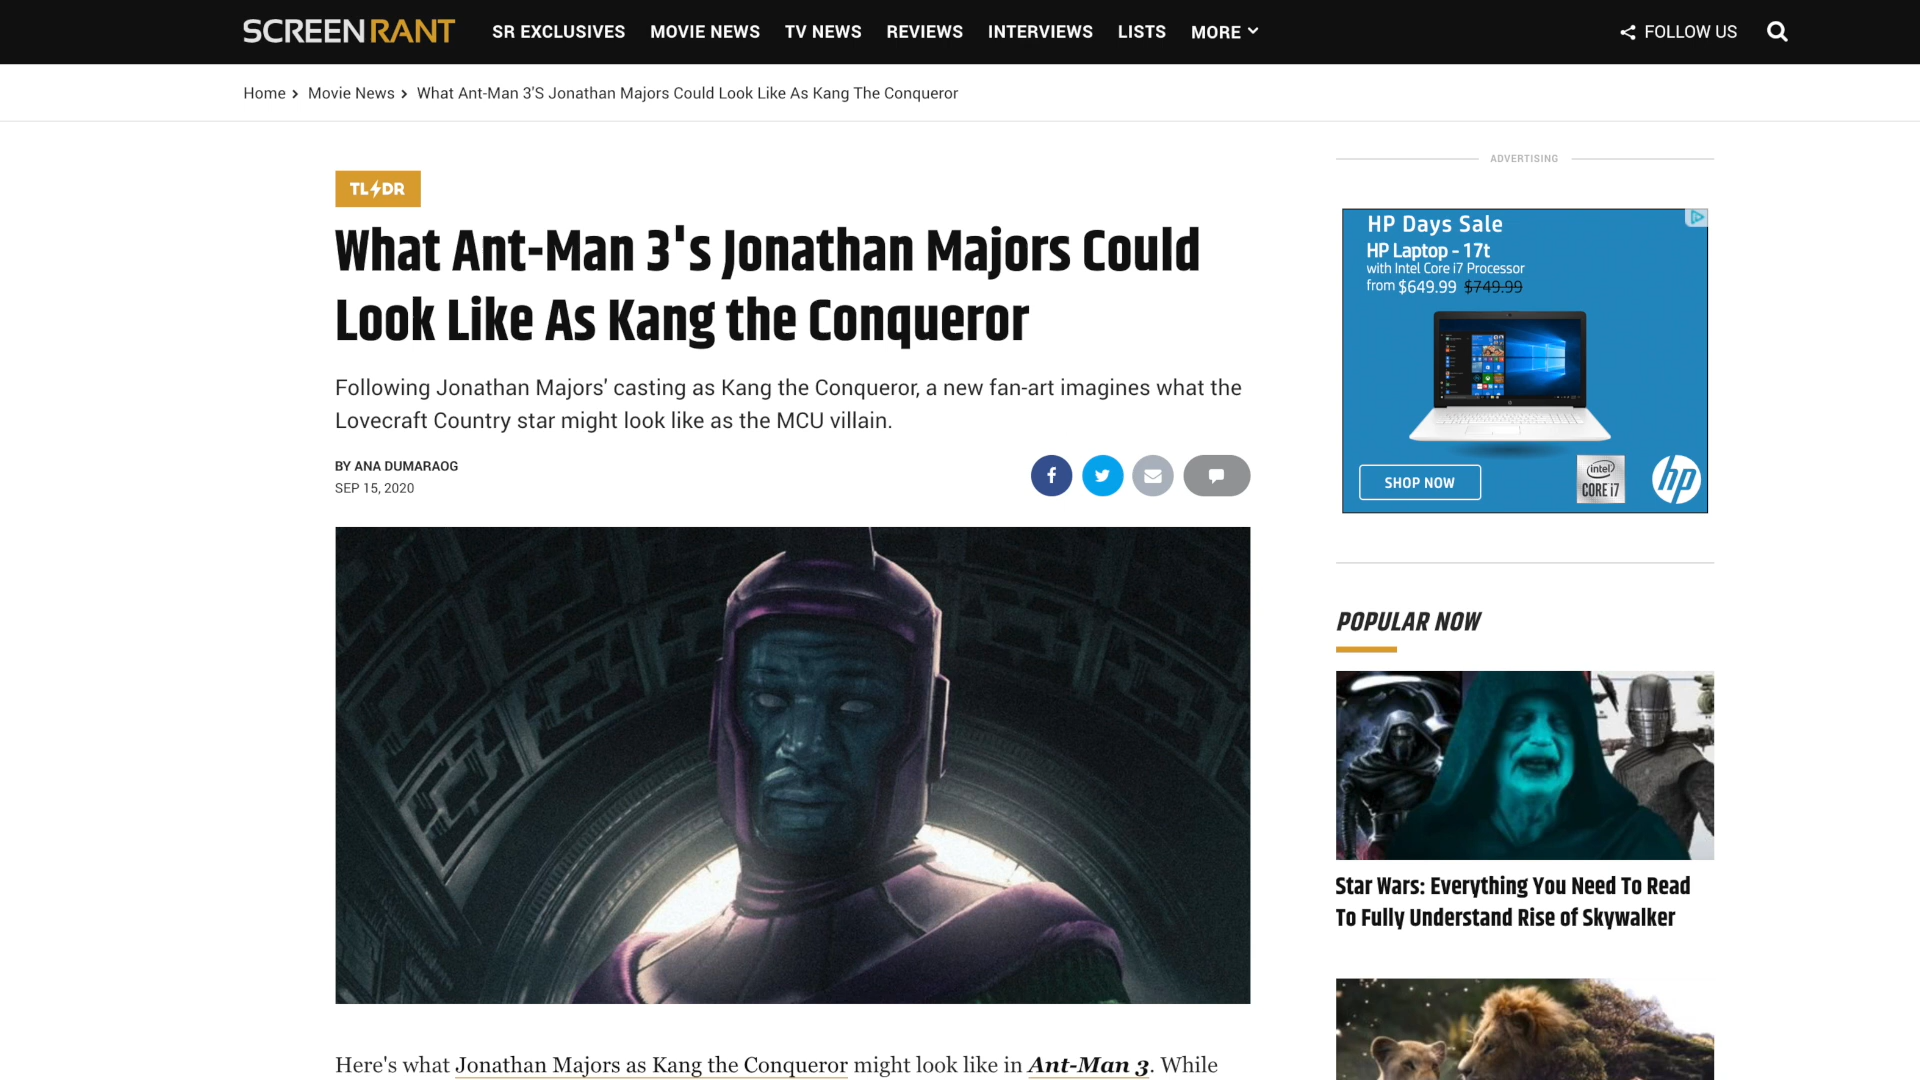 SCREENRANT
SR EXCLUSIVES MOVIE NEWS TV NEWS REVIEWS INTERVIEWS LISTS MORE FOLLOW US
Home > Movie News > What Ant-Man 3'S Jonathan Majors Could Look Like As Kang The Conqueror
TL DR
What Ant-Man 3's Jonathan Majors Could
Look Like As Kang the Conqueror
Following Jonathan Majors' casting as Kang the Conqueror, a new fan-art imagines what the
Lovecraft Country star might look like as the MCU villain.
BY ANA DUMARAOG
SEP 15, 2020
Here's what Jonathan Majors as Kang the Conqueror might look like in Ant-Man 3. While
ADVERTISING
HP Days Sale
HP Laptop - 17t
with Intel Core i7 Processor
from $649.99 $749.99
SHOP NOW
intel
CORE i7
hp
POPULAR NOW
Star Wars: Everything You Need To Read
To Fully Understand Rise of Skywalker